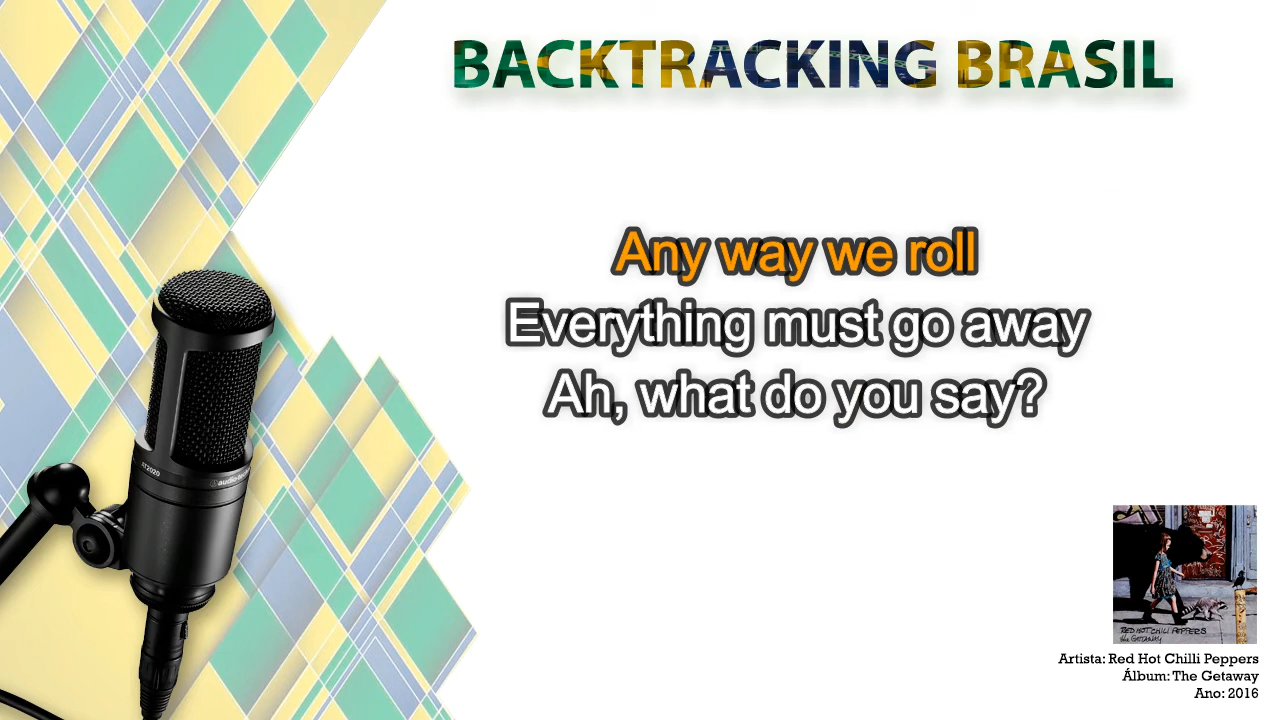 BACKTRACKING BRASIL
Any way we roll
Everything must go away
Ah, what do you say?
AT2020
RED HOT CHILI PEPPERS
the GETAWAY
Artista: Red Hot Chilli Peppers
Álbum: The Getaway
Ano: 2016